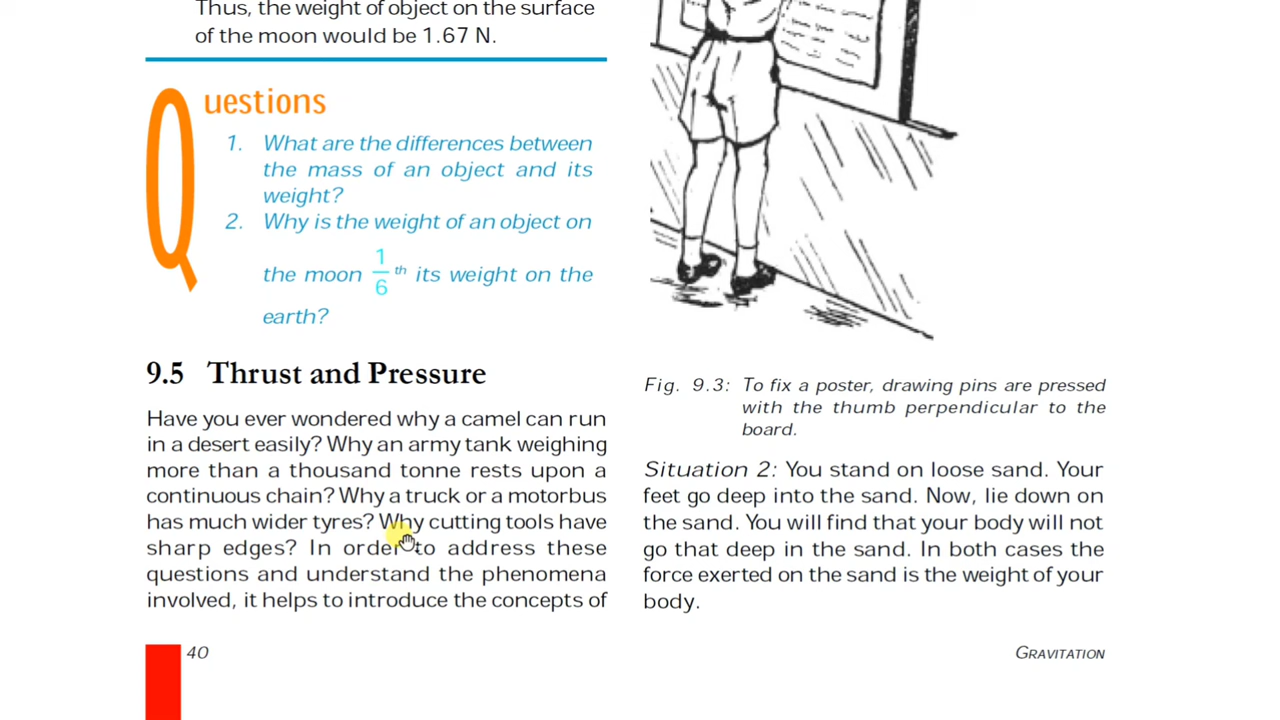 Thus, the weight of object on the surface
of the moon would be 1.67 N.
Questions
1. What are the differences between
the mass of an object and its
weight?
2. Why is the weight of an object on
the moon 1/6 th its weight on the
earth?
9.5 Thrust and Pressure
Have you ever wondered why a camel can run
in a desert easily? Why an army tank weighing
more than a thousand tonne rests upon a
continuous chain? Why a truck or a motorbus
has much wider tyres? Why cutting tools have
sharp edges? In order to address these
questions and understand the phenomena
involved, it helps to introduce the concepts of
Fig. 9.3: To fix a poster, drawing pins are pressed
with the thumb perpendicular to the
board.
Situation 2: You stand on loose sand. Your
feet go deep into the sand. Now, lie down on
the sand. You will find that your body will not
go that deep in the sand. In both cases the
force exerted on the sand is the weight of your
body.
40
GRAVITATION